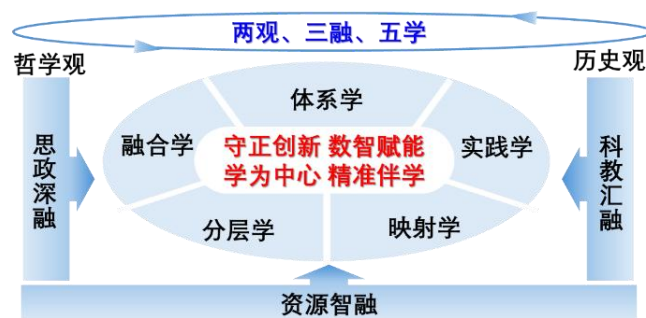 两观、三融、五学
哲学观
历史观
体系学
融合学
实践学
守正创新 数智赋能
学为中心 精准伴学
分层学
映射学
思政深融
科教汇融
资源智融